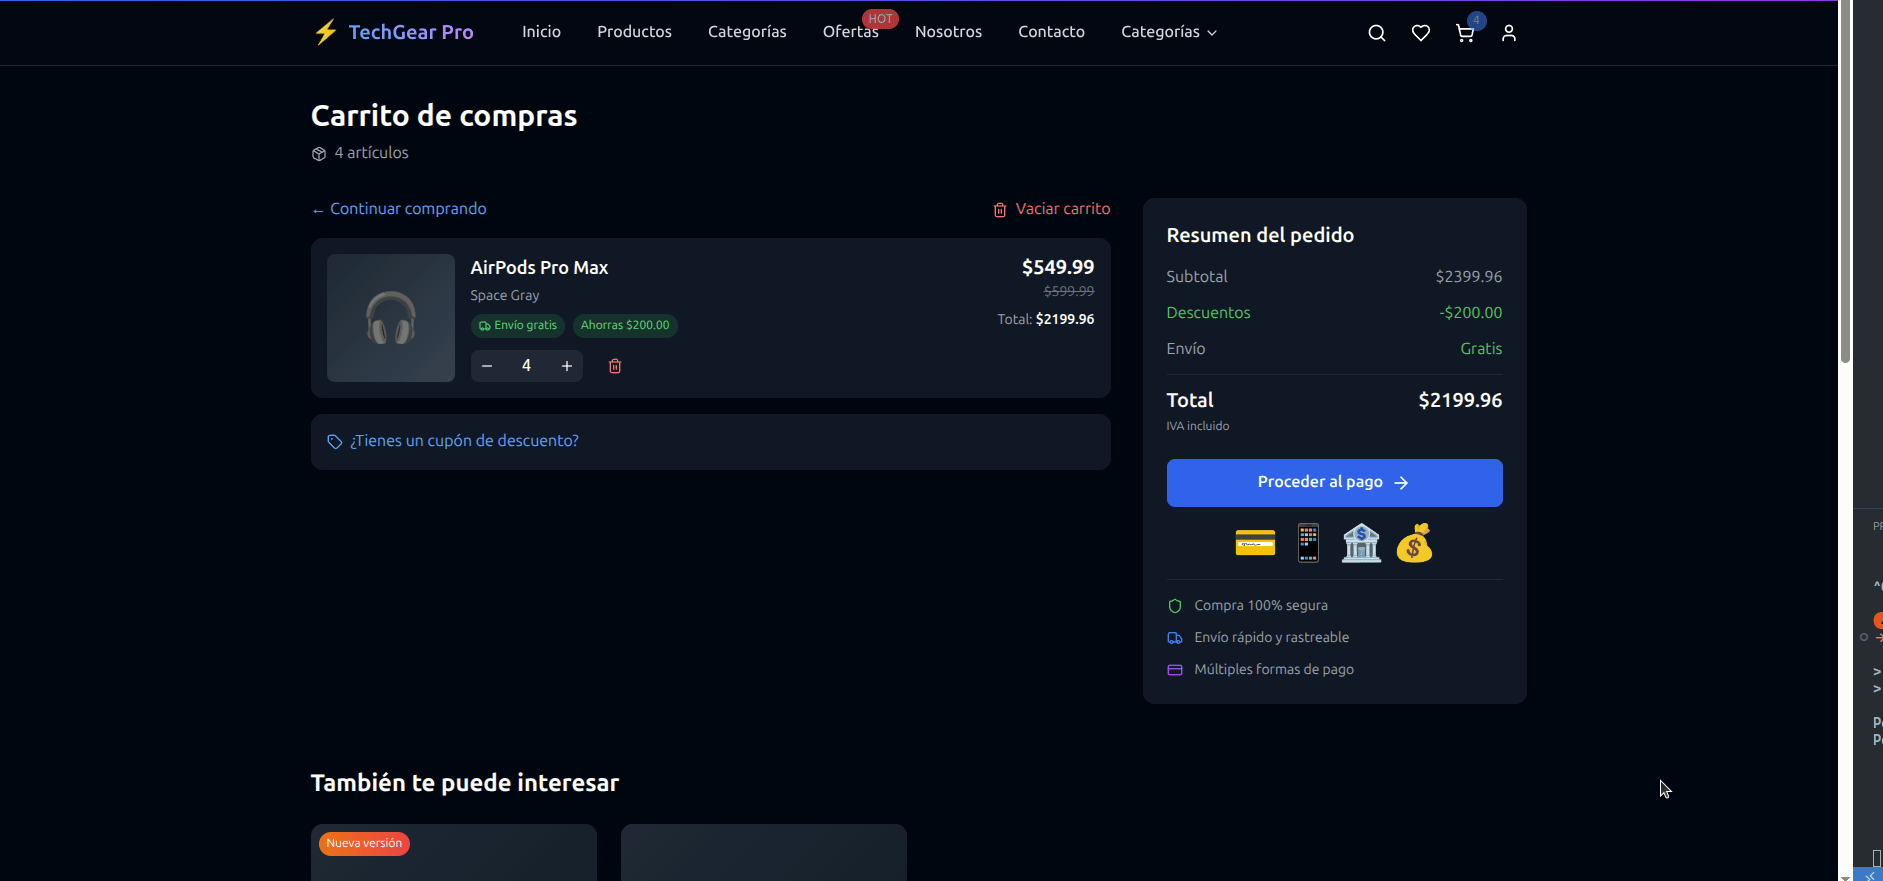 ⚡ TechGear Pro
Inicio
Productos
Categorías
Ofertas
HOT
Nosotros
Contacto
Categorías
4
Carrito de compras
4 artículos
← Continuar comprando
Vaciar carrito
AirPods Pro Max
$549.99
Space Gray
$599.99
Envío gratis
Ahorras $200.00
Total: $2199.96
− 4 +
¿Tienes un cupón de descuento?
Resumen del pedido
Subtotal $2399.96
Descuentos -$200.00
Envío Gratis
Total $2199.96
IVA incluido
Proceder al pago →
Compra 100% segura
Envío rápido y rastreable
Múltiples formas de pago
También te puede interesar
Nueva versión